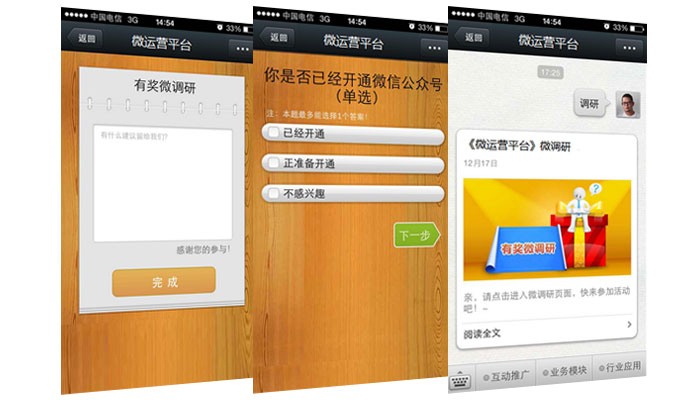 中国电信 3G 14:54 33%
返回 微运营平台
有奖微调研
有什么建议留给我们?
感谢您的参与!
完成
中国电信 3G 14:54 33%
返回 微运营平台
你是否已经开通微信公众号
（单选）
注：本题最多能选择1个答案!
已经开通
正准备开通
不感兴趣
下一步
中国电信 3G 14:54 33%
返回 微运营平台
17:25
调研
《微运营平台》微调研
12月17日
?
有奖微调研
亲，请点击进入微调研页面，快来参加活动
吧！~
阅读全文
互动推广 业务模块 行业应用